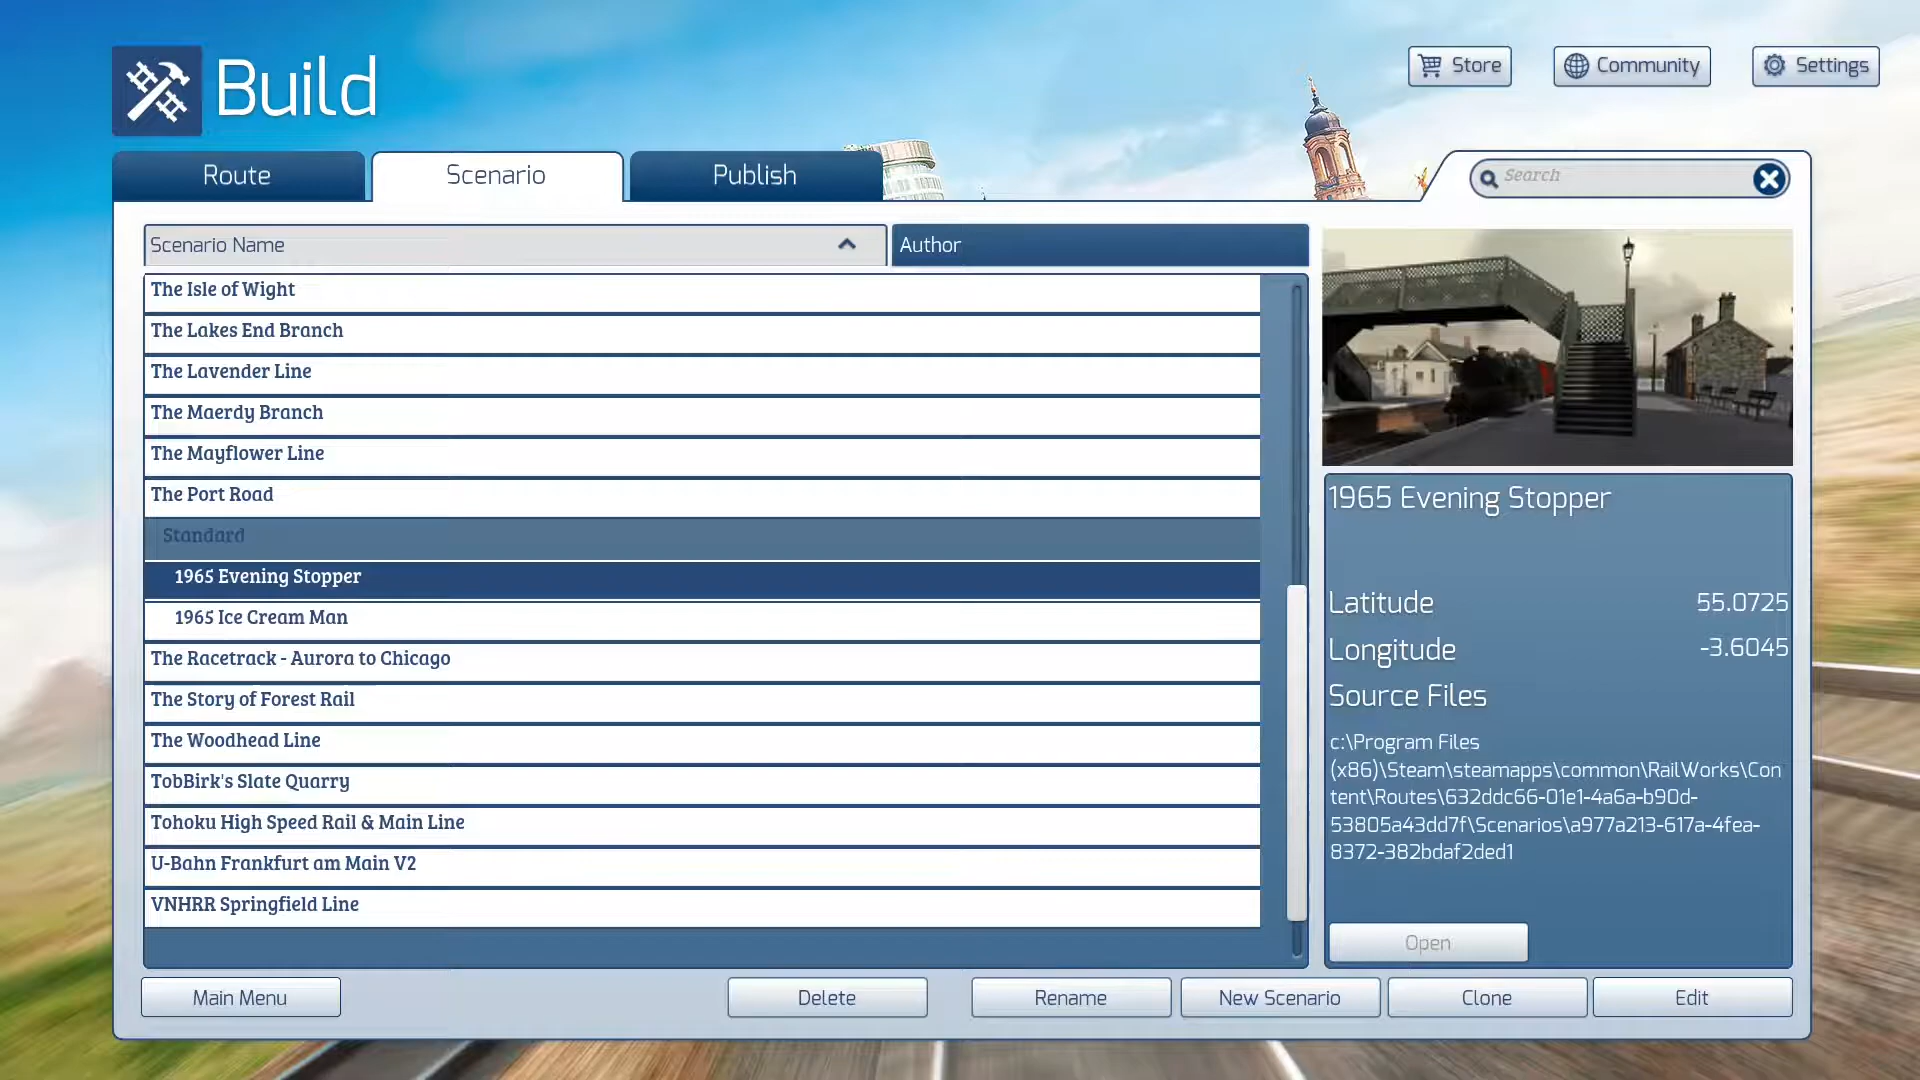 Build
Store
Community
Settings
Route
Scenario
Publish
Search
Scenario Name
Author
The Isle of Wight
The Lakes End Branch
The Lavender Line
The Maerdy Branch
The Mayflower Line
The Port Road
Standard
1965 Evening Stopper
1965 Ice Cream Man
The Racetrack - Aurora to Chicago
The Story of Forest Rail
The Woodhead Line
TobBirk's Slate Quarry
Tohoku High Speed Rail & Main Line
U-Bahn Frankfurt am Main V2
VNHRR Springfield Line
1965 Evening Stopper
Latitude 55.0725
Longitude -3.6045
Source Files
c:\Program Files
(x86)\Steam\steamapps\common\RailWorks\Con
tent\Routes\632ddc66-01e1-4a6a-b90d-
53805a43dd7f\Scenarios\a977a213-617a-4fea-
8372-382bdaf2ded1
Open
Main Menu
Delete
Rename
New Scenario
Clone
Edit